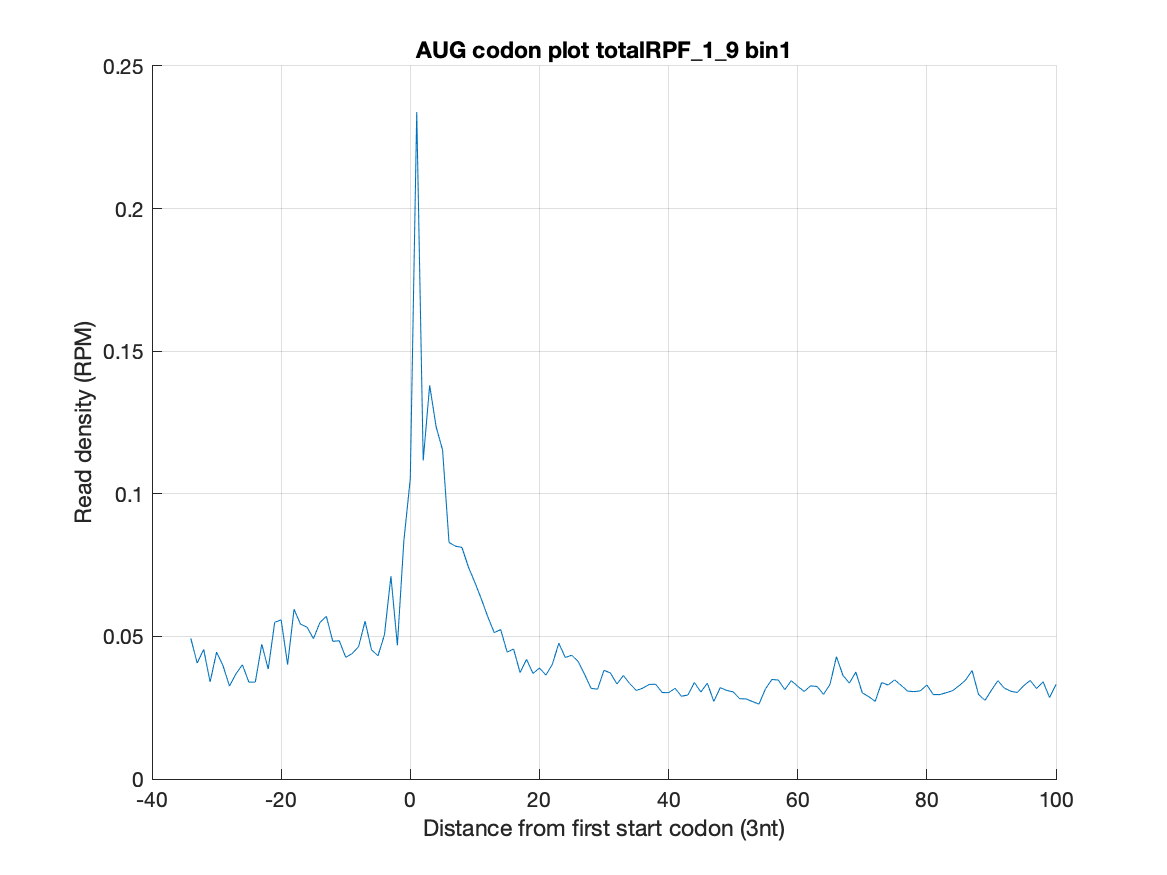 AUG codon plot totalRPF_1_9 bin1
0.25
0.2
0.15
0.1
0.05
0
Read density (RPM)
-40 -20 0 20 40 60 80 100
Distance from first start codon (3nt)